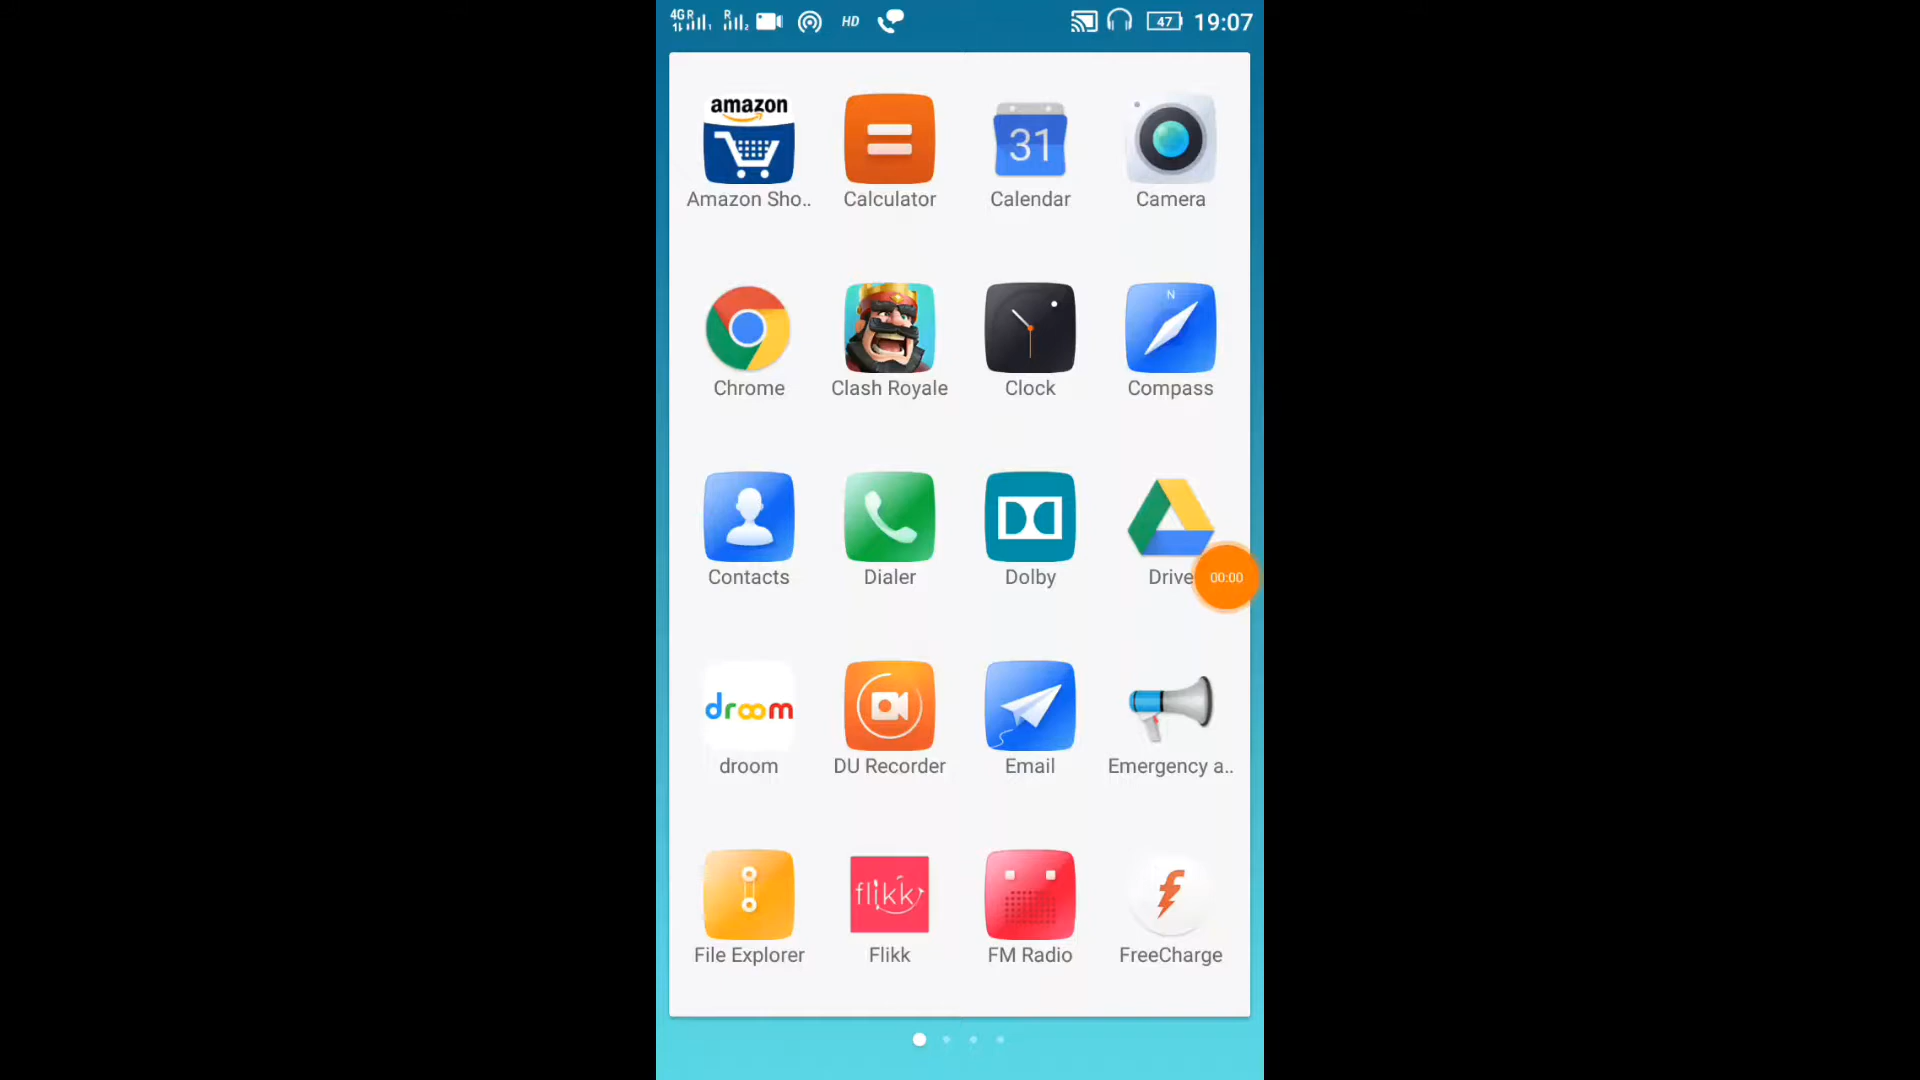 4G R R HD 47 19:07
amazon 31
Amazon Sho.. Calculator Calendar Camera
N
Chrome Clash Royale Clock Compass
Contacts Dialer Dolby Drive 00:00
droom
droom DU Recorder Email Emergency a..
flikk
File Explorer Flikk FM Radio FreeCharge